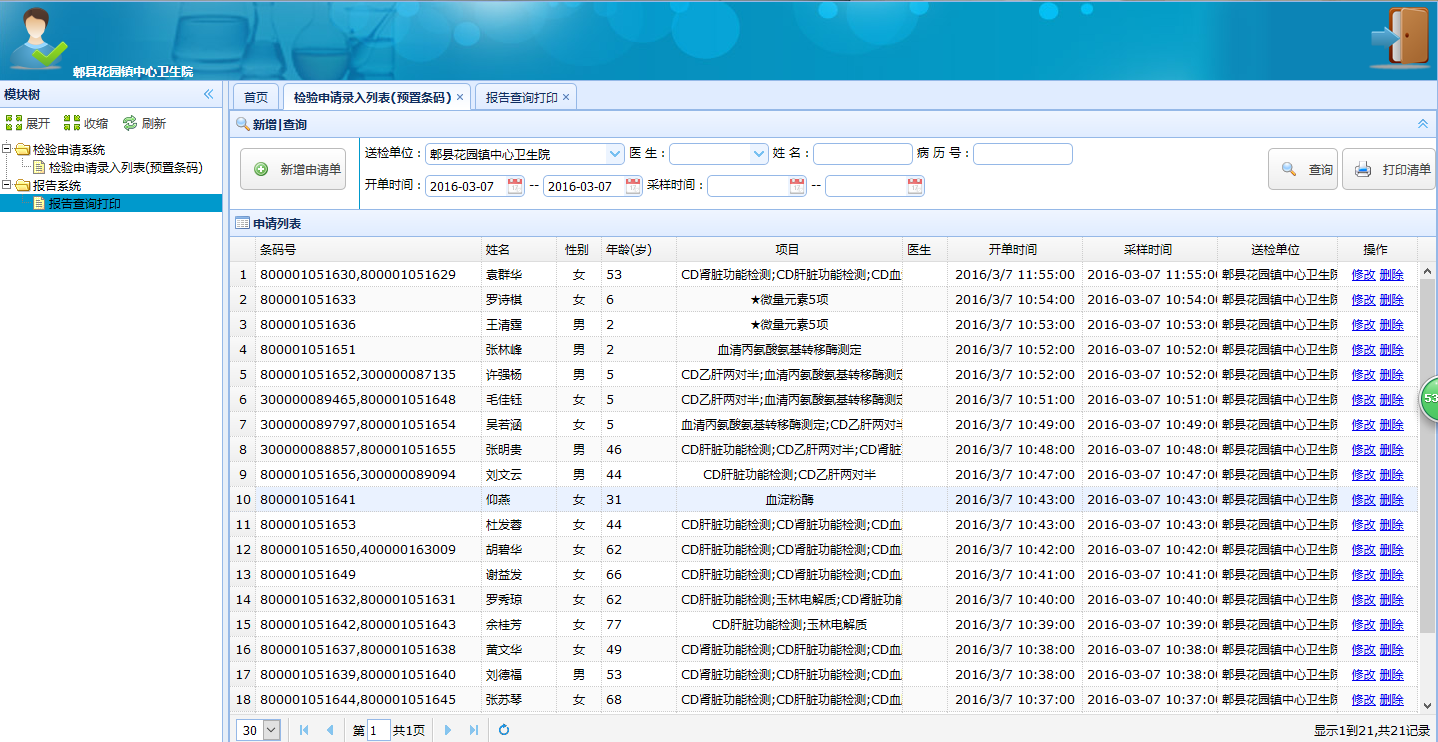 郫县花园镇中心卫生院
模块树
展开 收缩 刷新
检验申请系统
检验申请录入列表(预置条码)
报告系统
报告查询打印
首页 检验申请录入列表(预置条码) × 报告查询打印 ×
新增|查询
新增申请单
送检单位： 郫县花园镇中心卫生院 医 生： 姓 名： 病 历 号：
开单时间： 2016-03-07 -- 2016-03-07 采样时间： --
查询 打印清单
申请列表
条码号 姓名 性别 年龄(岁) 项目 医生 开单时间 采样时间 送检单位 操作
1 800001051630,800001051629 袁群华 女 53 CD肾脏功能检测;CD肝脏功能检测;CD血 2016/3/7 11:55:00 2016-03-07 11:55:00 郫县花园镇中心卫生院 修改 删除
2 800001051633 罗诗棋 女 6 ★微量元素5项 2016/3/7 10:54:00 2016-03-07 10:54:00 郫县花园镇中心卫生院 修改 删除
3 800001051636 王清霆 男 2 ★微量元素5项 2016/3/7 10:53:00 2016-03-07 10:53:00 郫县花园镇中心卫生院 修改 删除
4 800001051651 张林峰 男 2 血清丙氨酸氨基转移酶测定 2016/3/7 10:52:00 2016-03-07 10:52:00 郫县花园镇中心卫生院 修改 删除
5 800001051652,300000087135 许强杨 男 5 CD乙肝两对半;血清丙氨酸氨基转移酶测定 2016/3/7 10:52:00 2016-03-07 10:52:00 郫县花园镇中心卫生院 修改 删除
6 300000089465,800001051648 毛佳钰 女 5 CD乙肝两对半;血清丙氨酸氨基转移酶测定 2016/3/7 10:51:00 2016-03-07 10:51:00 郫县花园镇中心卫生院 修改 删除
7 300000089797,800001051654 吴若涵 女 5 血清丙氨酸氨基转移酶测定;CD乙肝两对半 2016/3/7 10:49:00 2016-03-07 10:49:00 郫县花园镇中心卫生院 修改 删除
8 300000088857,800001051655 张明贵 男 46 CD肝脏功能检测;CD乙肝两对半;CD肾脏 2016/3/7 10:48:00 2016-03-07 10:48:00 郫县花园镇中心卫生院 修改 删除
9 800001051656,300000089094 刘文云 男 44 CD肝脏功能检测;CD乙肝两对半 2016/3/7 10:47:00 2016-03-07 10:47:00 郫县花园镇中心卫生院 修改 删除
10 800001051641 仰燕 女 31 血淀粉酶 2016/3/7 10:43:00 2016-03-07 10:43:00 郫县花园镇中心卫生院 修改 删除
11 800001051653 杜发蓉 女 44 CD肝脏功能检测;CD肾脏功能检测;CD血 2016/3/7 10:43:00 2016-03-07 10:43:00 郫县花园镇中心卫生院 修改 删除
12 800001051650,400000163009 胡碧华 女 62 CD肝脏功能检测;CD肾脏功能检测;CD血 2016/3/7 10:42:00 2016-03-07 10:42:00 郫县花园镇中心卫生院 修改 删除
13 800001051649 谢益发 女 66 CD肝脏功能检测;CD肾脏功能检测;CD血 2016/3/7 10:41:00 2016-03-07 10:41:00 郫县花园镇中心卫生院 修改 删除
14 800001051632,800001051631 罗秀琼 女 62 CD肝脏功能检测;玉林电解质;CD肾脏功能 2016/3/7 10:40:00 2016-03-07 10:40:00 郫县花园镇中心卫生院 修改 删除
15 800001051642,800001051643 余桂芳 女 77 CD肝脏功能检测;玉林电解质 2016/3/7 10:39:00 2016-03-07 10:39:00 郫县花园镇中心卫生院 修改 删除
16 800001051637,800001051638 黄文华 女 49 CD肾脏功能检测;CD肝脏功能检测;CD血 2016/3/7 10:38:00 2016-03-07 10:38:00 郫县花园镇中心卫生院 修改 删除
17 800001051639,800001051640 刘德福 男 53 CD肾脏功能检测;CD肝脏功能检测;CD血 2016/3/7 10:38:00 2016-03-07 10:38:00 郫县花园镇中心卫生院 修改 删除
18 800001051644,800001051645 张苏琴 女 68 CD肾脏功能检测;CD肝脏功能检测;CD血 2016/3/7 10:37:00 2016-03-07 10:37:00 郫县花园镇中心卫生院 修改 删除
53
30 第 1 共1页 显示1到21,共21记录